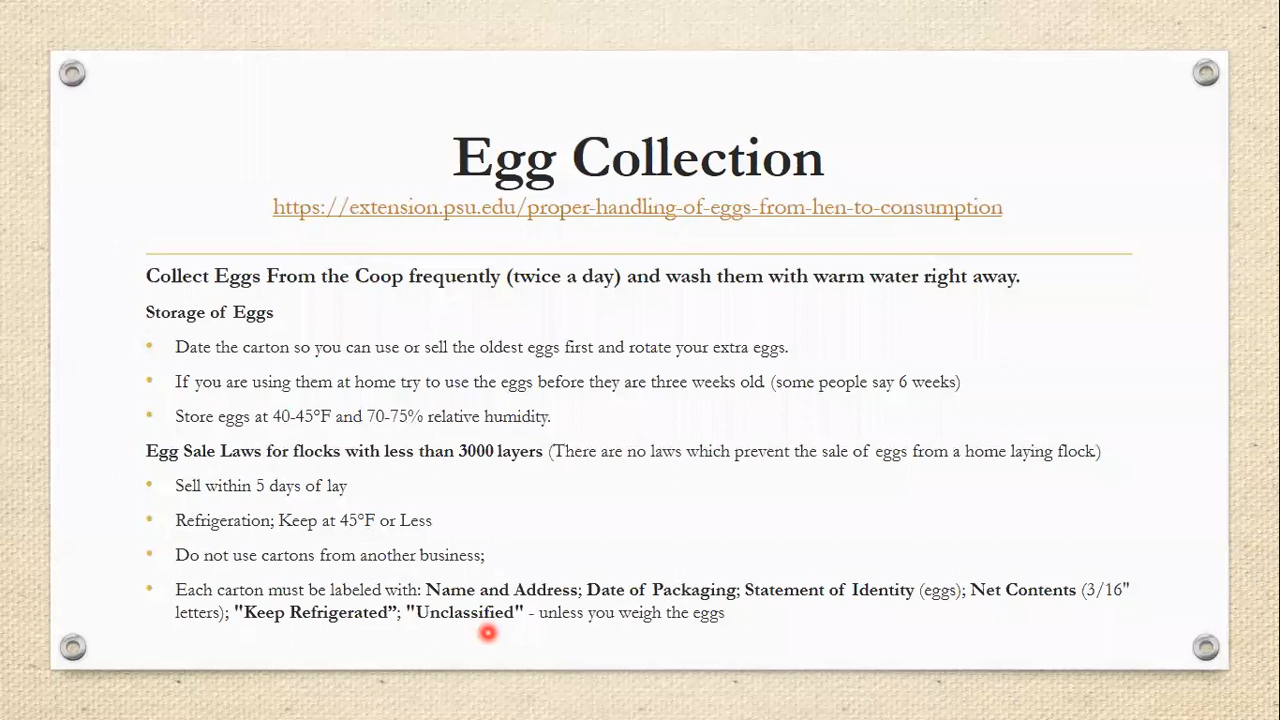 Egg Collection
https://extension.psu.edu/proper-handling-of-eggs-from-hen-to-consumption
Collect Eggs From the Coop frequently (twice a day) and wash them with warm water right away.
Storage of Eggs
• Date the carton so you can use or sell the oldest eggs first and rotate your extra eggs.
• If you are using them at home try to use the eggs before they are three weeks old. (some people say 6 weeks)
• Store eggs at 40-45°F and 70-75% relative humidity.
Egg Sale Laws for flocks with less than 3000 layers (There are no laws which prevent the sale of eggs from a home laying flock.)
• Sell within 5 days of lay
• Refrigeration; Keep at 45°F or Less
• Do not use cartons from another business;
• Each carton must be labeled with: Name and Address; Date of Packaging; Statement of Identity (eggs); Net Contents (3/16"
letters); "Keep Refrigerated”; "Unclassified" - unless you weigh the eggs